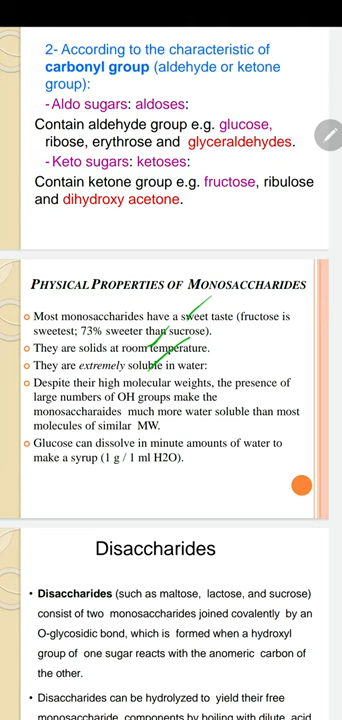 2- According to the characteristic of
carbonyl group (aldehyde or ketone
group):
- Aldo sugars: aldoses:
Contain aldehyde group e.g. glucose,
ribose, erythrose and glyceraldehydes.
- Keto sugars: ketoses:
Contain ketone group e.g. fructose, ribulose
and dihydroxy acetone.
PHYSICAL PROPERTIES OF MONOSACCHARIDES
Most monosaccharides have a sweet taste (fructose is
sweetest; 73% sweeter than sucrose).
They are solids at room temperature.
They are extremely soluble in water:
Despite their high molecular weights, the presence of
large numbers of OH groups make the
monosaccharaides much more water soluble than most
molecules of similar MW.
Glucose can dissolve in minute amounts of water to
make a syrup (1 g / 1 ml H2O).
Disaccharides
• Disaccharides (such as maltose, lactose, and sucrose)
consist of two monosaccharides joined covalently by an
O-glycosidic bond, which is formed when a hydroxyl
group of one sugar reacts with the anomeric carbon of
the other.
• Disaccharides can be hydrolyzed to yield their free
monosaccharide components by boiling with dilute acid